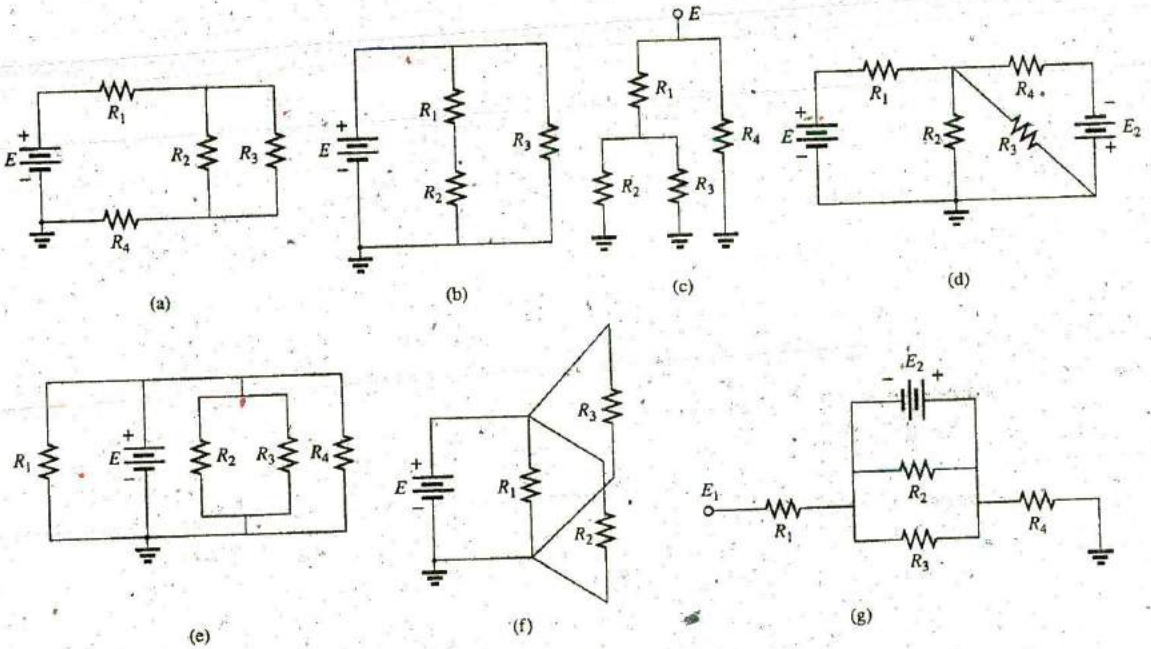 E
R₁
R₂
R₃
R₄
+
−
(a)
E
R₁
R₂
R₃
+
−
(b)
E
R₁
R₂
R₃
R₄
(c)
E
R₁
R₂
R₃
R₄
E₂
+
−
−
+
(d)
R₁
E
R₂
R₃
R₄
+
−
(e)
E
R₁
R₃
R₂
+
−
(f)
E₂
− +
R₂
E₁
R₁
R₄
R₃
(g)